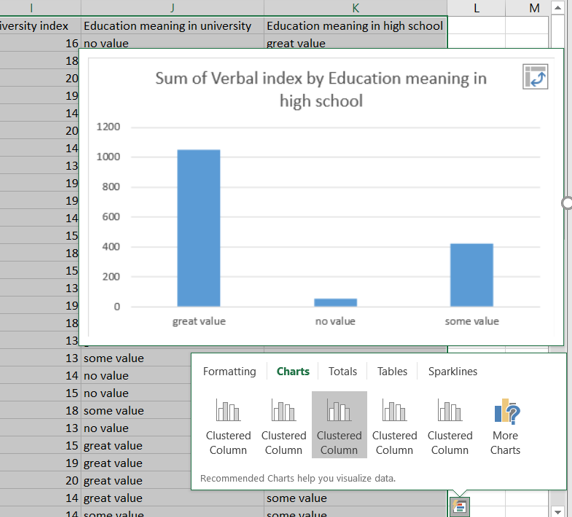 I J K L M
iversity index Education meaning in university Education meaning in high school
16 no value great value
18
20
19
14
20
14
13
19
19
14
15
18
15
13
19
18
13
Sum of Verbal index by Education meaning in
high school
1200
1000
800
600
400
200
0
great value no value some value
13 some value
14 no value
15 no value
18 some value
13 no value
15 great value
19 great value
20 great value
14 great value some value
14 some value some value
Formatting Charts Totals Tables Sparklines
Clustered Column
Clustered Column
Clustered Column
Clustered Column
Clustered Column
More Charts
Recommended Charts help you visualize data.